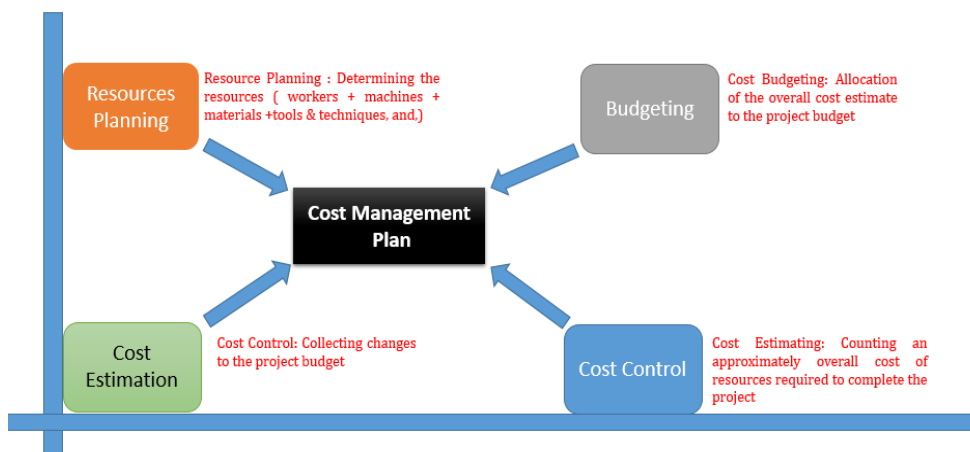 Resources
Planning
Resource Planning : Determining the
resources ( workers + machines +
materials +tools & techniques, and,)
Budgeting
Cost Budgeting: Allocation
of the overall cost estimate
to the project budget
Cost Management
Plan
Cost
Estimation
Cost Control: Collecting changes
to the project budget
Cost Control
Cost Estimating: Counting an
approximately overall cost of
resources required to complete the
project